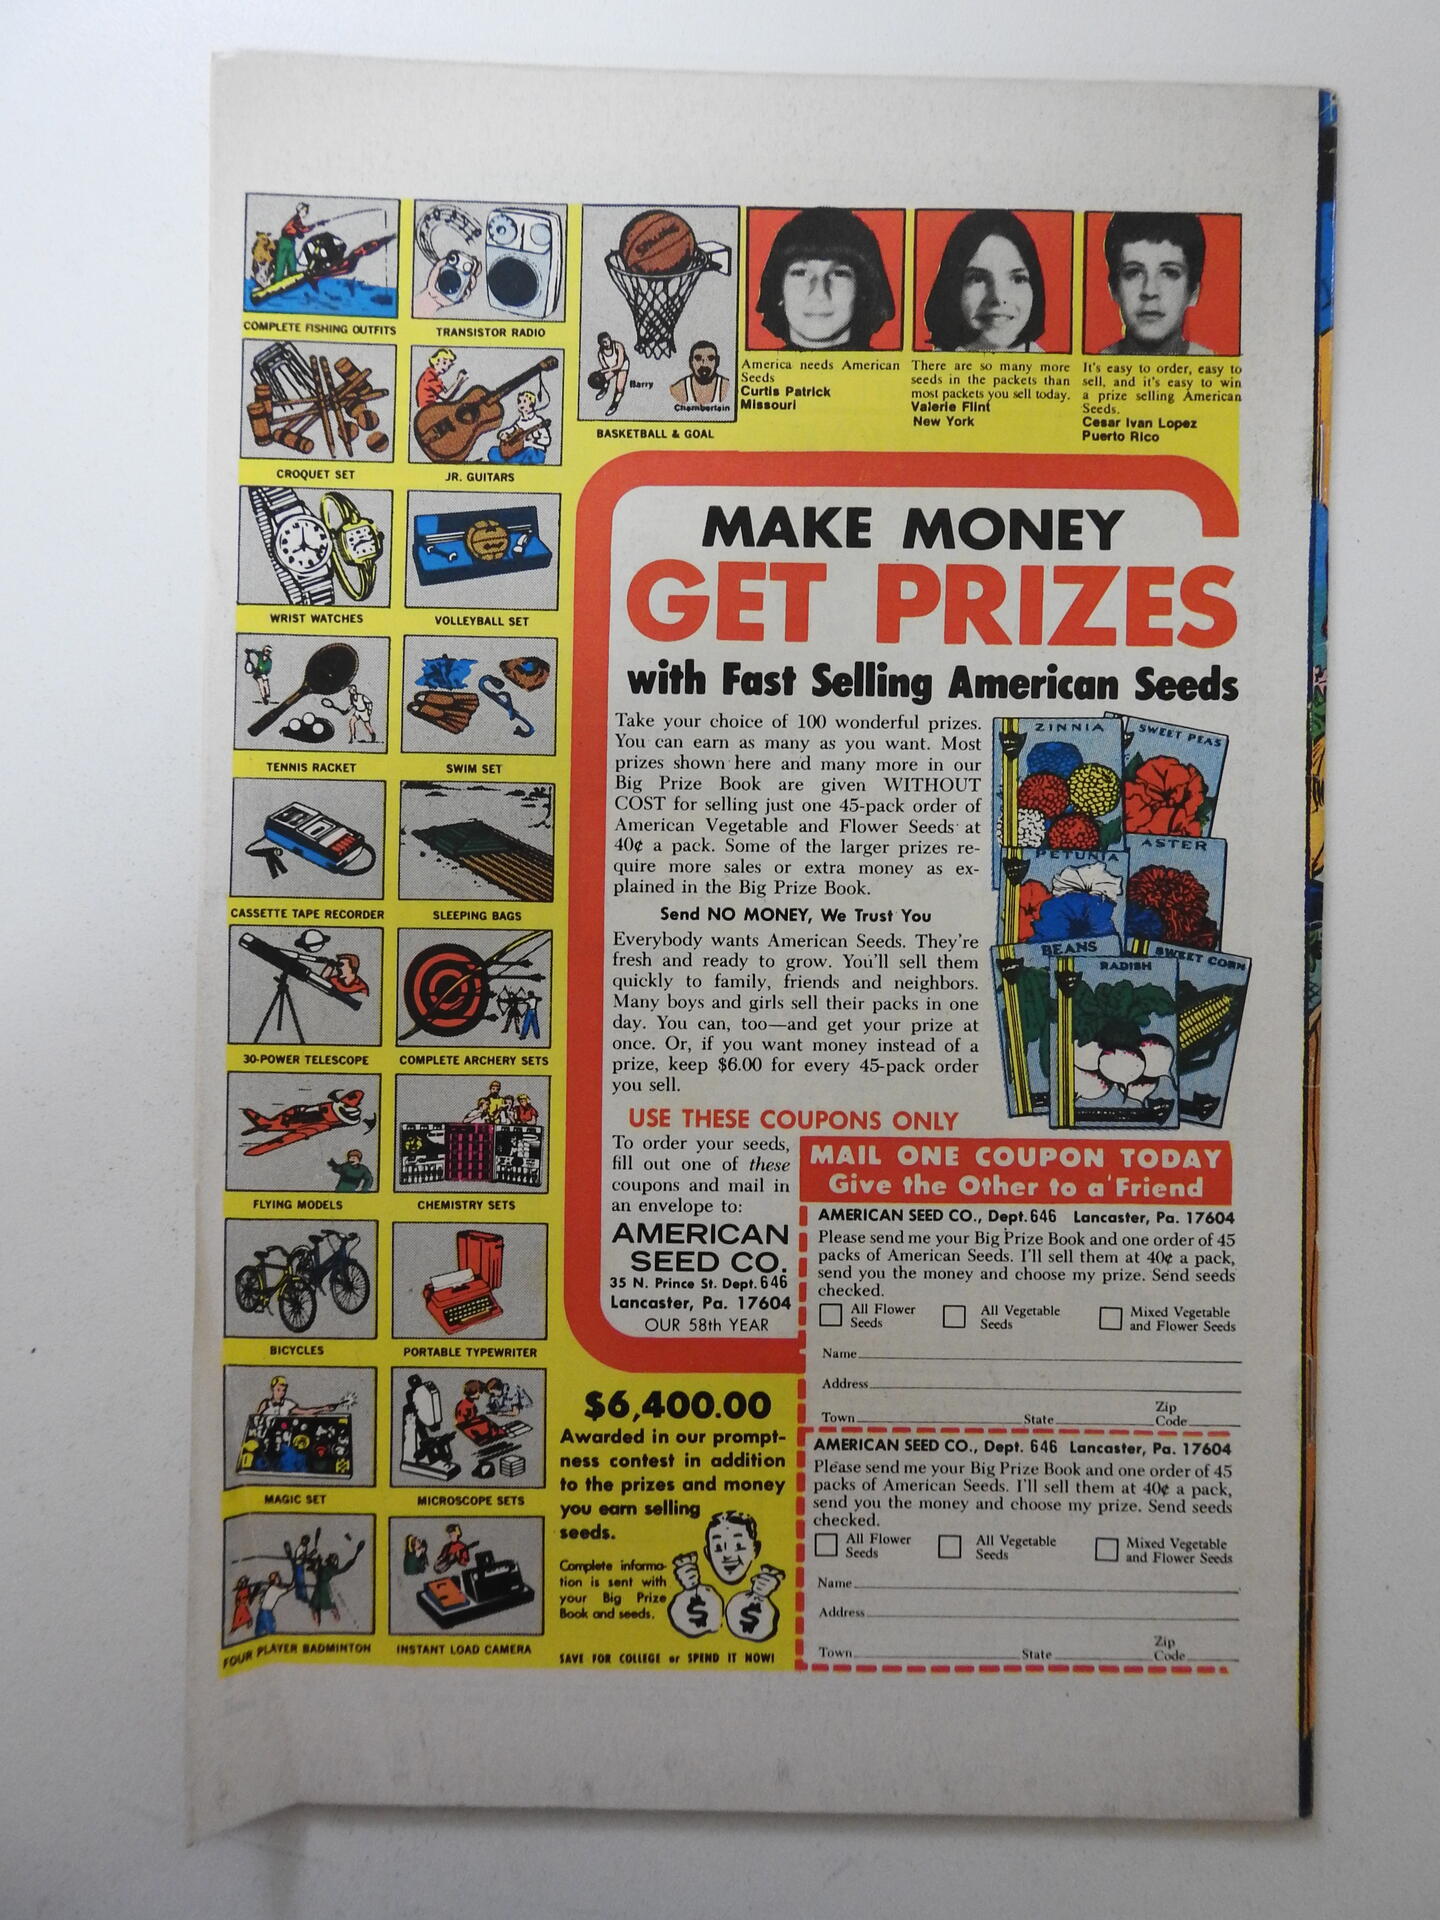 COMPLETE FISHING OUTFITS
TRANSISTOR RADIO
CROQUET SET
JR. GUITARS
WRIST WATCHES
VOLLEYBALL SET
TENNIS RACKET
SWIM SET
CASSETTE TAPE RECORDER
SLEEPING BAGS
30-POWER TELESCOPE
COMPLETE ARCHERY SETS
FLYING MODELS
CHEMISTRY SETS
BICYCLES
PORTABLE TYPEWRITER
MAGIC SET
MICROSCOPE SETS
FOUR PLAYER BADMINTON
INSTANT LOAD CAMERA
Barry
Chamberlain
BASKETBALL & GOAL
America needs American
Seeds
Curtis Patrick
Missouri
There are so many more
seeds in the packets than
most packets you sell today.
Valerie Flint
New York
It's easy to order, easy to
sell, and it's easy to win
a prize selling American
Seeds.
Cesar Ivan Lopez
Puerto Rico
MAKE MONEY
GET PRIZES
with Fast Selling American Seeds
Take your choice of 100 wonderful prizes.
You can earn as many as you want. Most
prizes shown here and many more in our
Big Prize Book are given WITHOUT
COST for selling just one 45-pack order of
American Vegetable and Flower Seeds at
40¢ a pack. Some of the larger prizes re-
quire more sales or extra money as ex-
plained in the Big Prize Book.
Send NO MONEY, We Trust You
Everybody wants American Seeds. They're
fresh and ready to grow. You'll sell them
quickly to family, friends and neighbors.
Many boys and girls sell their packs in one
day. You can, too—and get your prize at
once. Or, if you want money instead of a
prize, keep $6.00 for every 45-pack order
you sell.
ZINNIA
SWEET PEAS
PETUNIA
ASTER
BEANS
RADISH
SWEET CORN
USE THESE COUPONS ONLY
To order your seeds,
fill out one of these
coupons and mail in
an envelope to:
AMERICAN
SEED CO.
35 N. Prince St. Dept. 646
Lancaster, Pa. 17604
OUR 58th YEAR
MAIL ONE COUPON TODAY
Give the Other to a Friend
AMERICAN SEED CO., Dept. 646 Lancaster, Pa. 17604
Please send me your Big Prize Book and one order of 45
packs of American Seeds. I'll sell them at 40¢ a pack,
send you the money and choose my prize. Send seeds
checked.
All Flower
Seeds
All Vegetable
Seeds
Mixed Vegetable
and Flower Seeds
Name
Address
Town State Zip Code
AMERICAN SEED CO., Dept. 646 Lancaster, Pa. 17604
Please send me your Big Prize Book and one order of 45
packs of American Seeds. I'll sell them at 40¢ a pack,
send you the money and choose my prize. Send seeds
checked.
All Flower
Seeds
All Vegetable
Seeds
Mixed Vegetable
and Flower Seeds
Name
Address
Town State Zip Code
$6,400.00
Awarded in our prompt-
ness contest in addition
to the prizes and money
you earn selling
seeds.
Complete informa-
tion is sent with
your Big Prize
Book and seeds.
$ $
SAVE FOR COLLEGE or SPEND IT NOW!